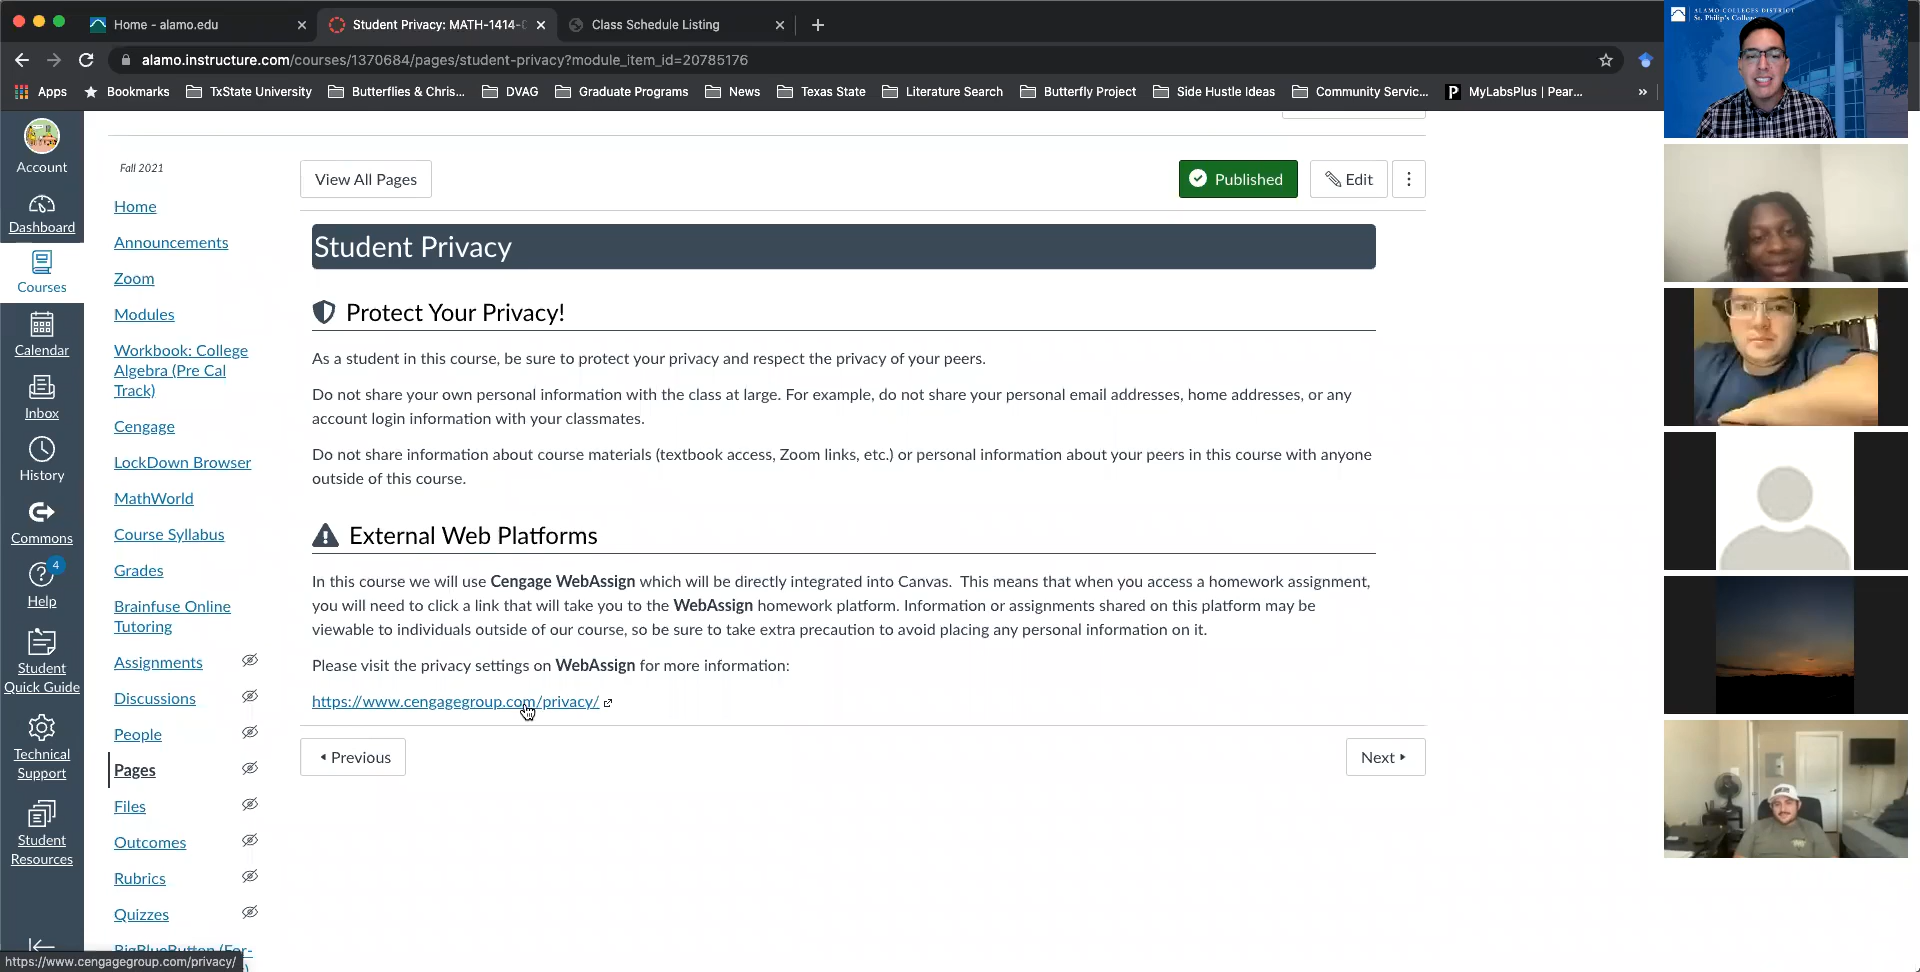 Home - alamo.edu
Student Privacy: MATH-1414-0
Class Schedule Listing
alamo.instructure.com/courses/1370684/pages/student-privacy?module_item_id=20785176
Apps
Bookmarks
TxState University
Butterflies & Chris...
DVAG
Graduate Programs
News
Texas State
Literature Search
Butterfly Project
Side Hustle Ideas
Community Servic...
MyLabsPlus | Pear...
»
ALAMO COLLEGES DISTRICT
St. Philip's College
Account
Dashboard
Courses
Calendar
Inbox
History
Commons
4
Help
Student
Quick Guide
Technical
Support
Student
Resources
Fall 2021
Home
Announcements
Zoom
Modules
Workbook: College
Algebra (Pre Cal
Track)
Cengage
LockDown Browser
MathWorld
Course Syllabus
Grades
Brainfuse Online
Tutoring
Assignments
Discussions
People
Pages
Files
Outcomes
Rubrics
Quizzes
BigBlueButton (For-
View All Pages
Published
Edit
Student Privacy
Protect Your Privacy!
As a student in this course, be sure to protect your privacy and respect the privacy of your peers.
Do not share your own personal information with the class at large. For example, do not share your personal email addresses, home addresses, or any
account login information with your classmates.
Do not share information about course materials (textbook access, Zoom links, etc.) or personal information about your peers in this course with anyone
outside of this course.
External Web Platforms
In this course we will use Cengage WebAssign which will be directly integrated into Canvas. This means that when you access a homework assignment,
you will need to click a link that will take you to the WebAssign homework platform. Information or assignments shared on this platform may be
viewable to individuals outside of our course, so be sure to take extra precaution to avoid placing any personal information on it.
Please visit the privacy settings on WebAssign for more information:
https://www.cengagegroup.com/privacy/
Previous
Next
https://www.cengagegroup.com/privacy/